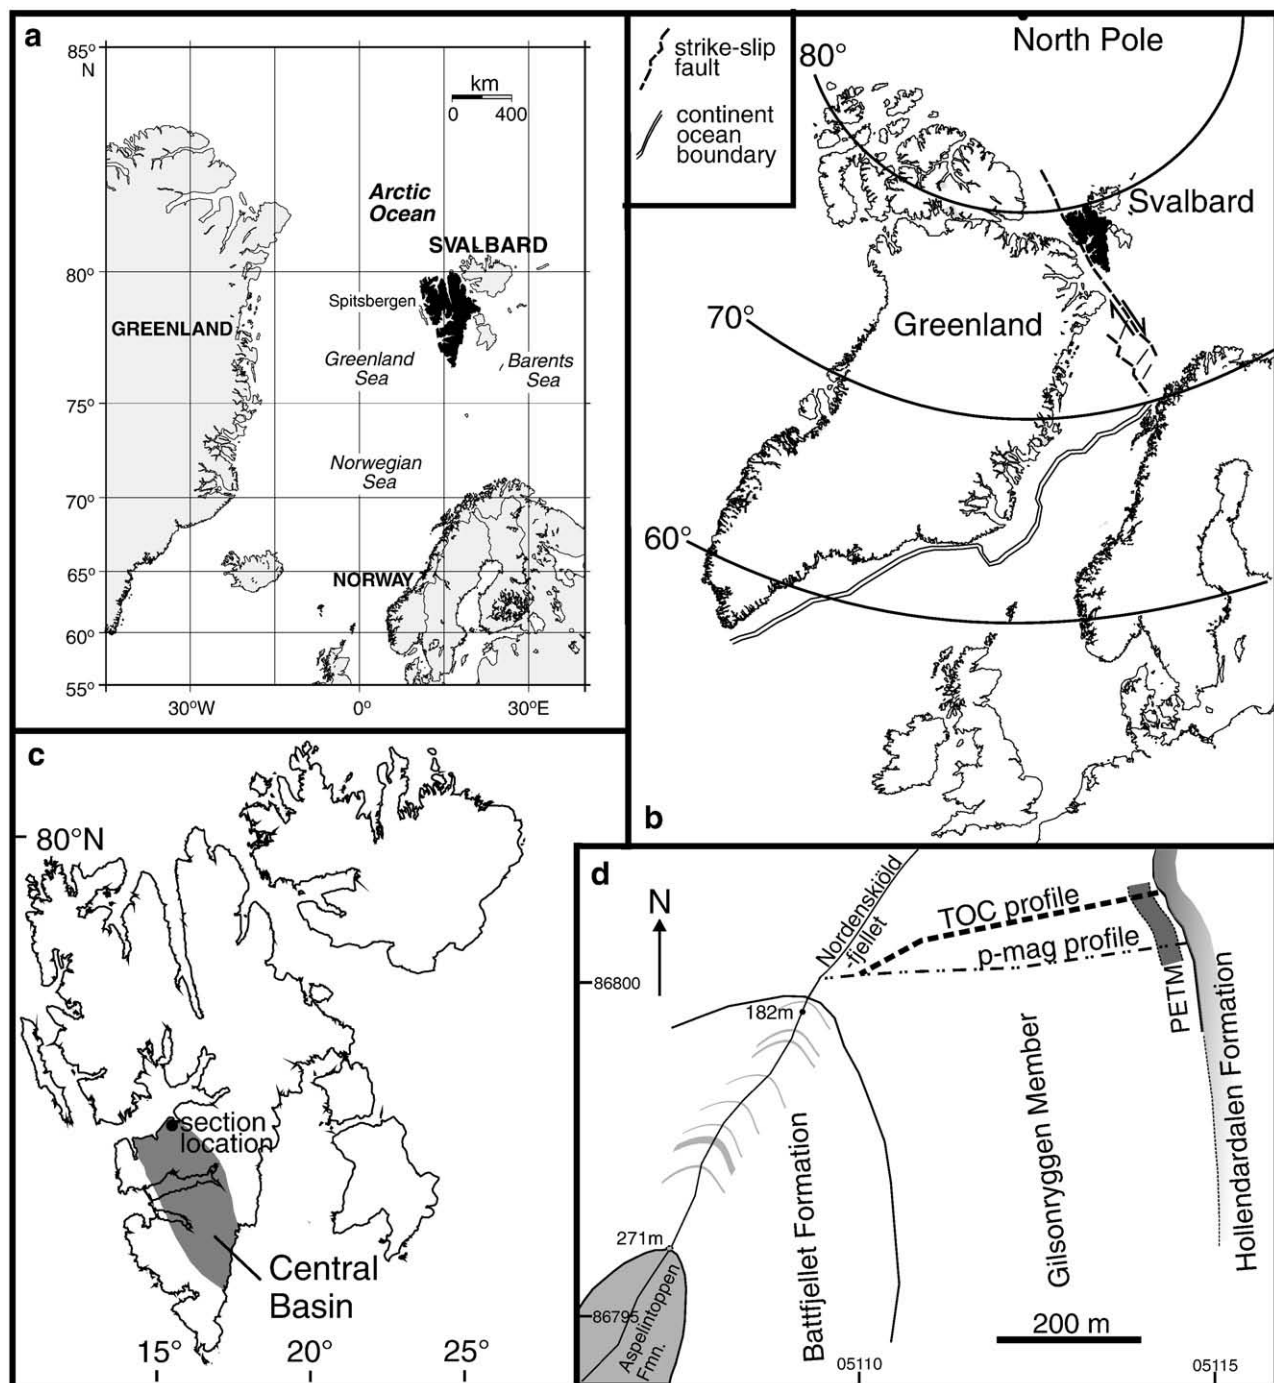 a
85°
N
80°
75°
70°
65°
60°
55°
30°W
0°
30°E
km
0 400
Arctic
Ocean
SVALBARD
Spitsbergen
GREENLAND
Greenland
Sea
Barents
Sea
Norwegian
Sea
NORWAY
strike-slip
fault
continent
ocean
boundary
North Pole
80°
Svalbard
70°
Greenland
60°
b
c
80°N
section
location
Central
Basin
15°
20°
25°
d
N
Nordenskiöld
-fjellet
TOC profile
p-mag profile
PETM
86800
182m
271m
86795
Aspelintoppen
Fmn.
Battfjellet Formation
Gilsonryggen Member
Hollendardalen Formation
200 m
05110
05115